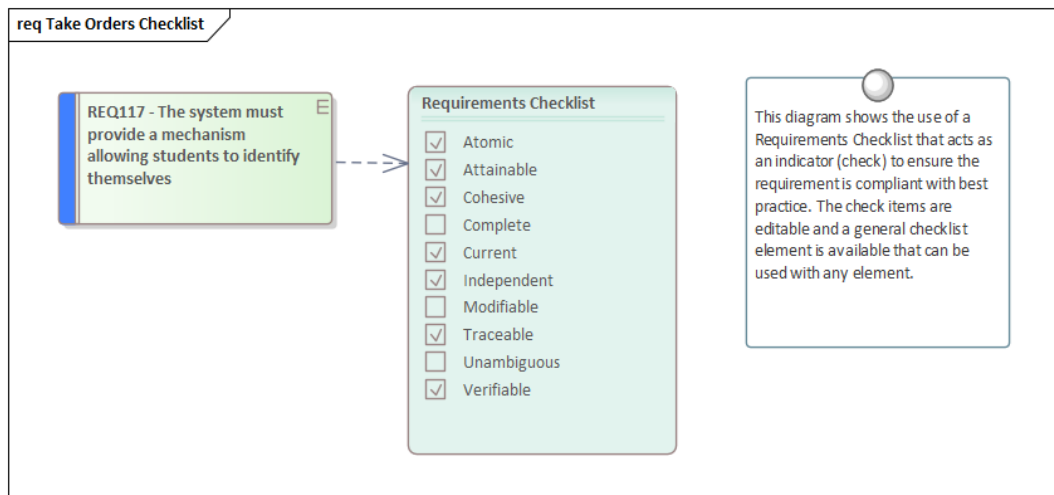 req Take Orders Checklist
REQ117 - The system must
provide a mechanism
allowing students to identify
themselves
Requirements Checklist
Atomic
Attainable
Cohesive
Complete
Current
Independent
Modifiable
Traceable
Unambiguous
Verifiable
This diagram shows the use of a
Requirements Checklist that acts as
an indicator (check) to ensure the
requirement is compliant with best
practice. The check items are
editable and a general checklist
element is available that can be
used with any element.